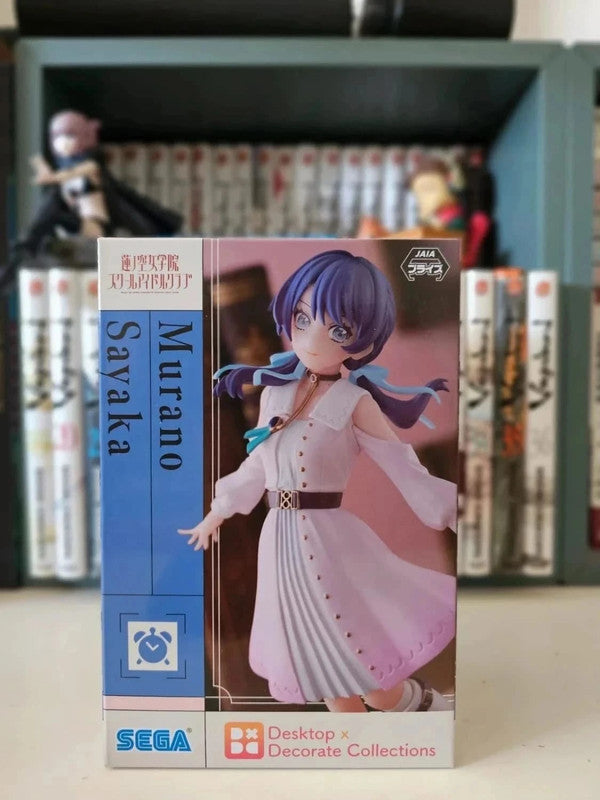 蓮ノ空女学院
スクールアイドルクラブ
JAIA
プライズ
Murano
Sayaka
SEGA
Desktop ×
Decorate Collections